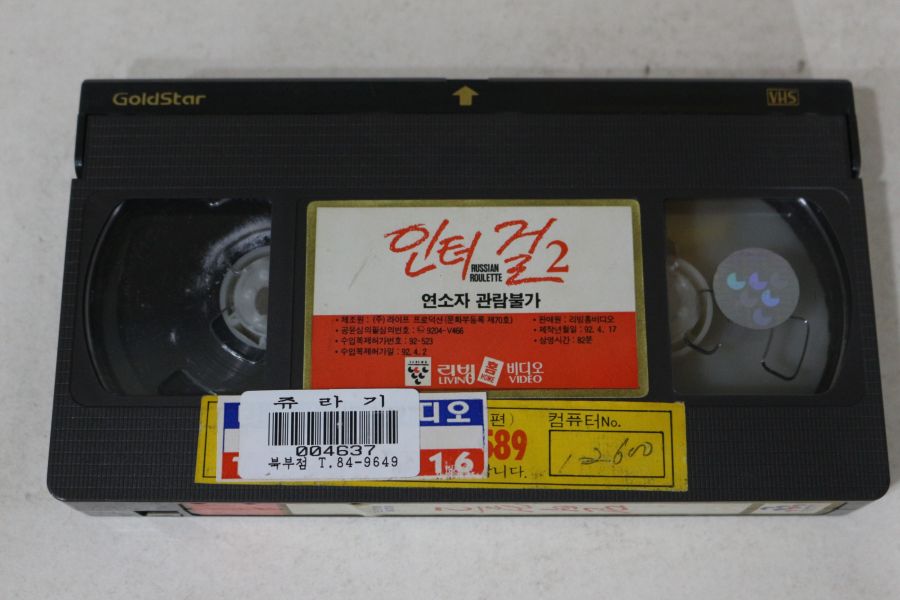 GoldStar
VHS
인터걸2
RUSSIAN
ROULETTE
연소자 관람불가
• 제조원 : (주) 라이프 프로덕션 (문화부등록 제70호)
• 판매원 : 리빙홈비디오
• 공윤심의필심의번호 : 9204-V466
• 제작년월일 : 92. 4. 17
• 수입복제허가번호 : 92-523
• 상영시간 : 82분
• 수입복제허가일 : 92. 4. 2
리빙 홈 비디오
LIVING HOME VIDEO
쥬 라 기
004637
북부점 T.84-9649
디오
16
편)
589
니다.
컴퓨터No.
1-2600